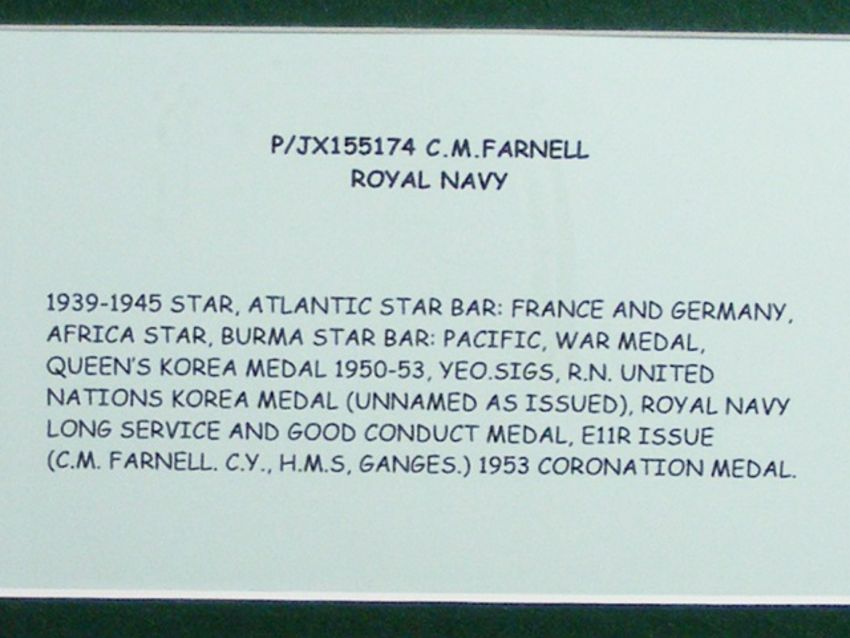 P/JX155174 C.M.FARNELL
ROYAL NAVY
1939-1945 STAR, ATLANTIC STAR BAR: FRANCE AND GERMANY,
AFRICA STAR, BURMA STAR BAR: PACIFIC, WAR MEDAL,
QUEEN'S KOREA MEDAL 1950-53, YEO.SIGS, R.N. UNITED
NATIONS KOREA MEDAL (UNNAMED AS ISSUED), ROYAL NAVY
LONG SERVICE AND GOOD CONDUCT MEDAL, E11R ISSUE
(C.M. FARNELL. C.Y., H.M.S, GANGES.) 1953 CORONATION MEDAL.